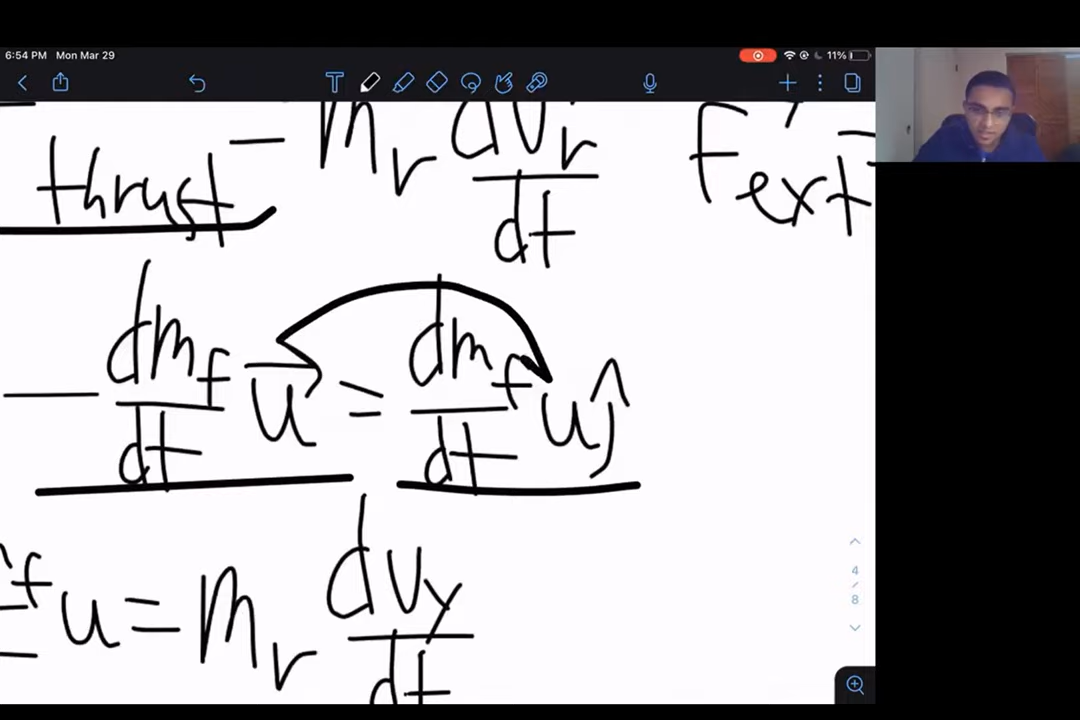 6:54 PM Mon Mar 29 11%
thrust = m_r dv_r/dt F_ext
- dm_f/dt u⃗ = dm_f/dt u ĵ
f u = m_r dv_y/dt
4 / 8